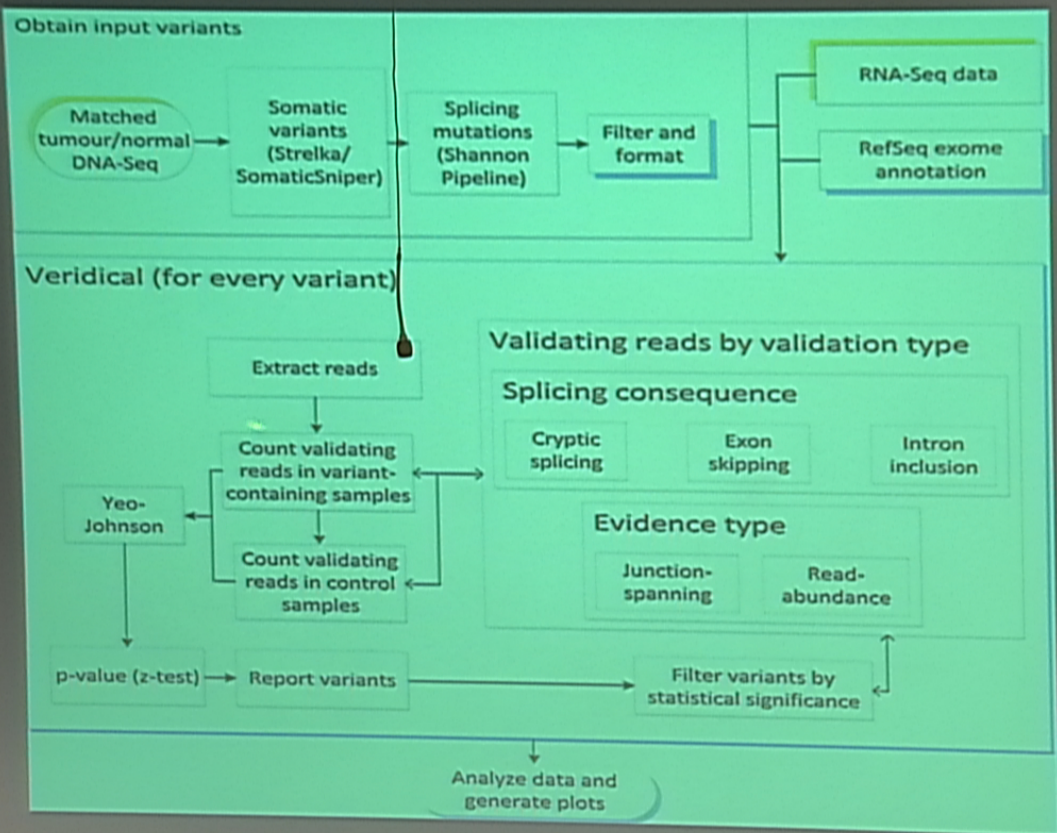 Obtain input variants
Matched
tumour/normal
DNA-Seq
Somatic
variants
(Strelka/
SomaticSniper)
Splicing
mutations
(Shannon
Pipeline)
Filter and
format
RNA-Seq data
RefSeq exome
annotation
Veridical (for every variant)
Extract reads
Count validating
reads in variant-
containing samples
Count validating
reads in control
samples
Yeo-
Johnson
p-value (z-test)
Report variants
Validating reads by validation type
Splicing consequence
Cryptic
splicing
Exon
skipping
Intron
inclusion
Evidence type
Junction-
spanning
Read-
abundance
Filter variants by
statistical significance
Analyze data and
generate plots